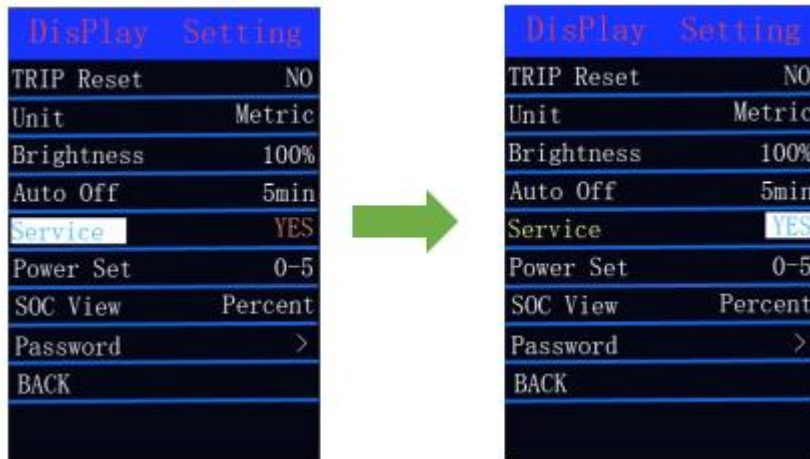 DisPlay Setting
TRIP Reset NO
Unit Metric
Brightness 100%
Auto Off 5min
Service YES
Power Set 0-5
SOC View Percent
Password >
BACK
DisPlay Setting
TRIP Reset NO
Unit Metric
Brightness 100%
Auto Off 5min
Service YES
Power Set 0-5
SOC View Percent
Password >
BACK